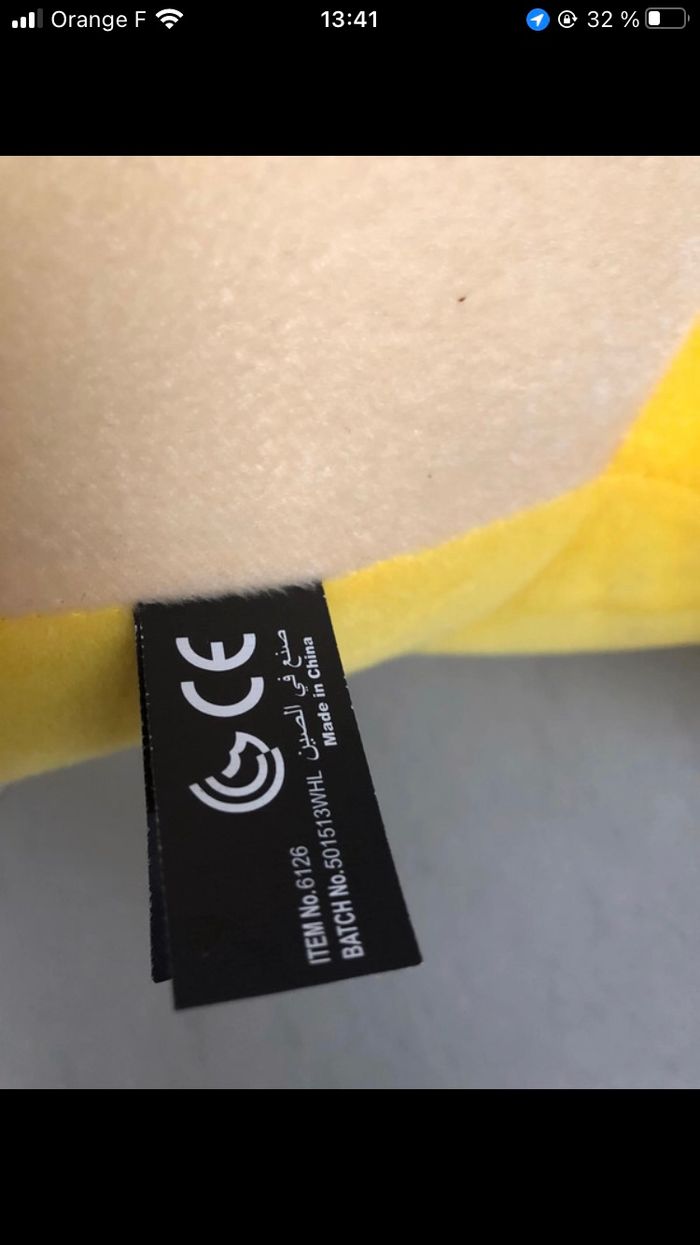 Orange F
13:41
32 %
CE
صنع في الصين
Made in China
ITEM No.6126
BATCH No.501513WHL